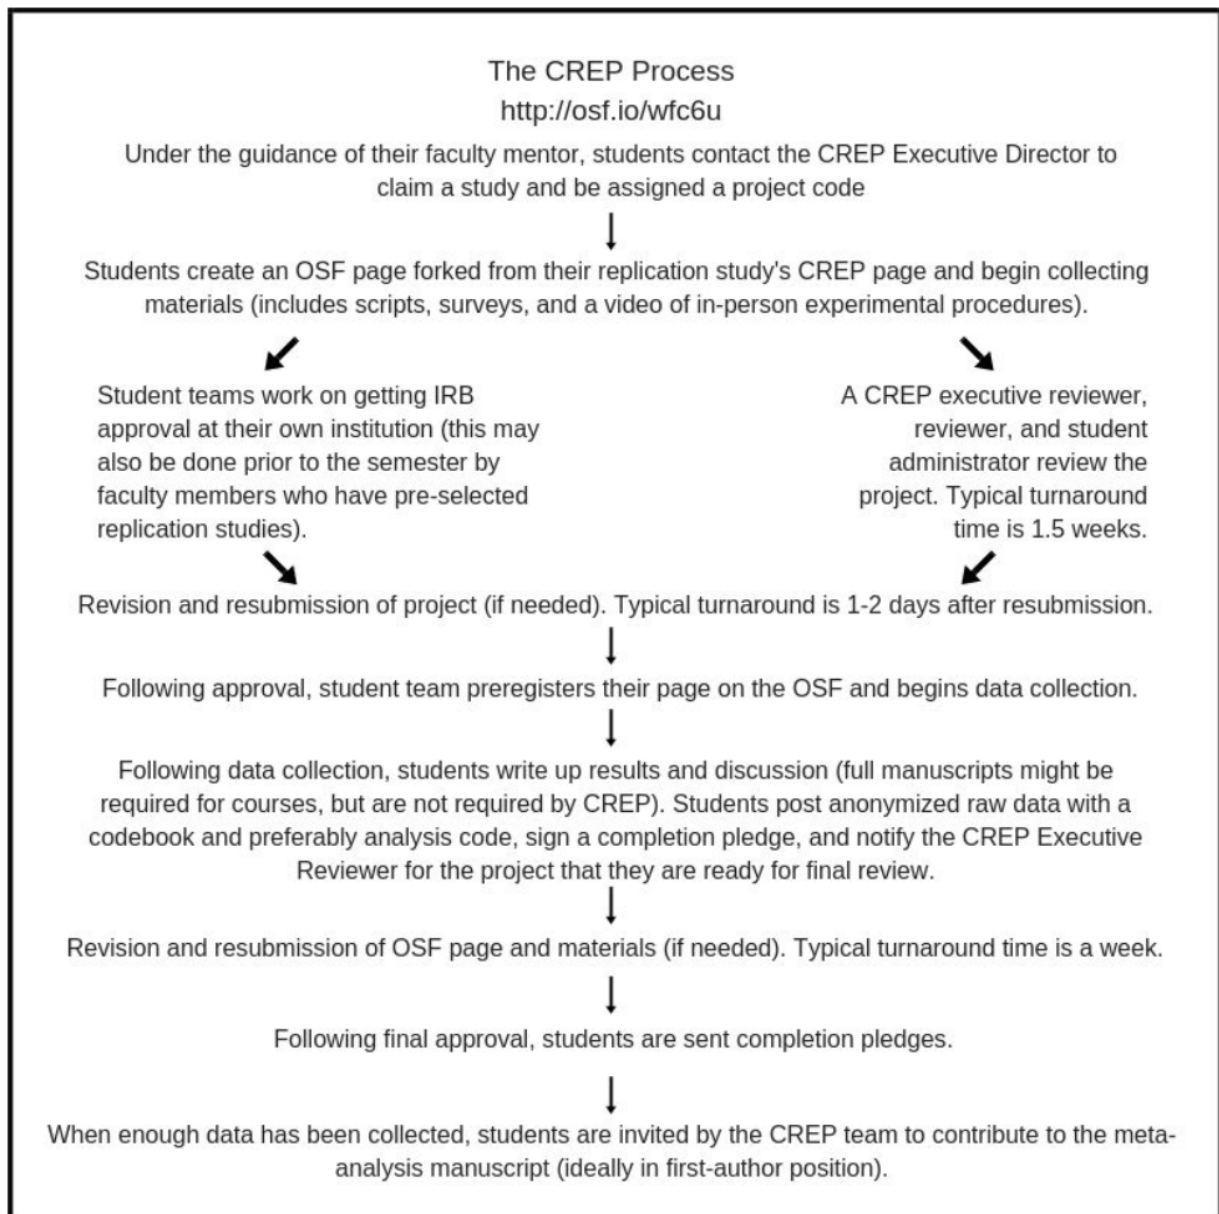 The CREP Process
http://osf.io/wfc6u
Under the guidance of their faculty mentor, students contact the CREP Executive Director to
claim a study and be assigned a project code
Students create an OSF page forked from their replication study's CREP page and begin collecting
materials (includes scripts, surveys, and a video of in-person experimental procedures).
Student teams work on getting IRB
approval at their own institution (this may
also be done prior to the semester by
faculty members who have pre-selected
replication studies).
A CREP executive reviewer,
reviewer, and student
administrator review the
project. Typical turnaround
time is 1.5 weeks.
Revision and resubmission of project (if needed). Typical turnaround is 1-2 days after resubmission.
Following approval, student team preregisters their page on the OSF and begins data collection.
Following data collection, students write up results and discussion (full manuscripts might be
required for courses, but are not required by CREP). Students post anonymized raw data with a
codebook and preferably analysis code, sign a completion pledge, and notify the CREP Executive
Reviewer for the project that they are ready for final review.
Revision and resubmission of OSF page and materials (if needed). Typical turnaround time is a week.
Following final approval, students are sent completion pledges.
When enough data has been collected, students are invited by the CREP team to contribute to the meta-
analysis manuscript (ideally in first-author position).